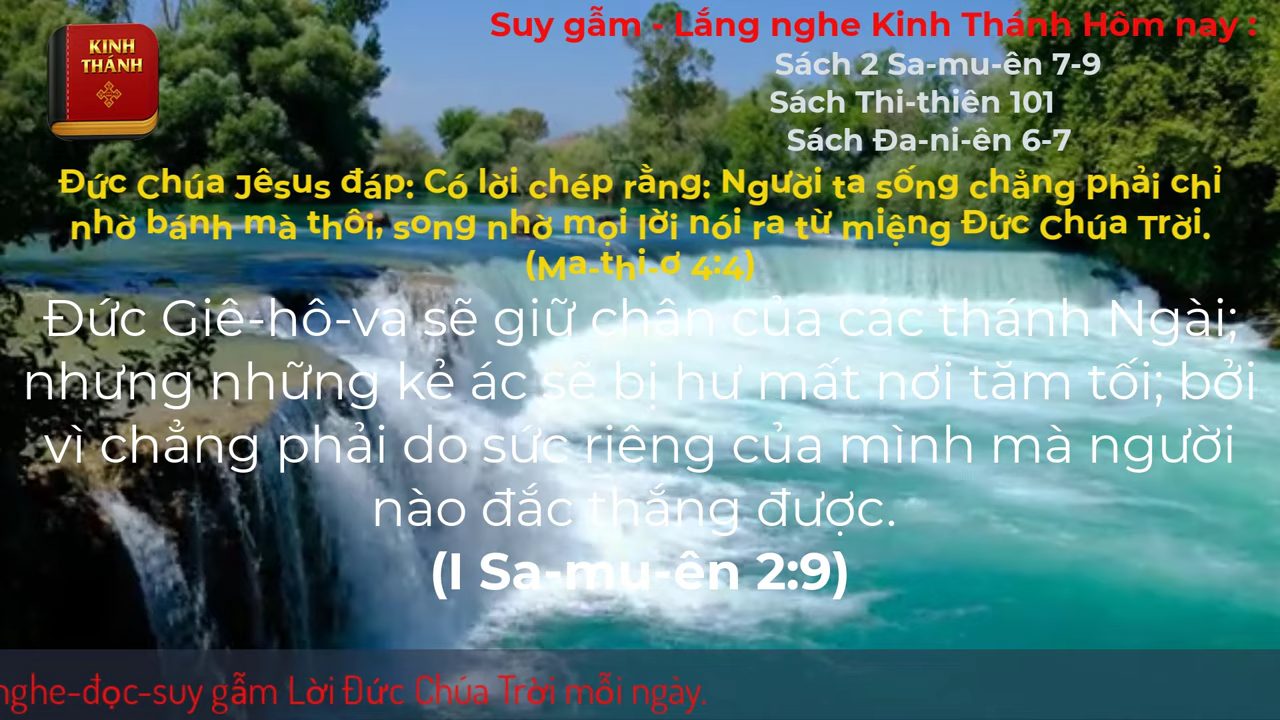 Suy gẫm - Lắng nghe Kinh Thánh Hôm nay :
KINH
THÁNH
Sách 2 Sa-mu-ên 7-9
Sách Thi-thiên 101
Sách Đa-ni-ên 6-7
Đức Chúa Jêsus đáp: Có lời chép rằng: Người ta sống chẳng phải chỉ
nhờ bánh mà thôi, song nhờ mọi lời nói ra từ miệng Đức Chúa Trời.
(Ma-thi-ơ 4:4)
Đức Giê-hô-va sẽ giữ chân của các thánh Ngài;
nhưng những kẻ ác sẽ bị hư mất nơi tăm tối; bởi
vì chẳng phải do sức riêng của mình mà người
nào đắc thắng được.
(I Sa-mu-ên 2:9)
nghe-đọc-suy gẫm Lời Đức Chúa Trời mỗi ngày.